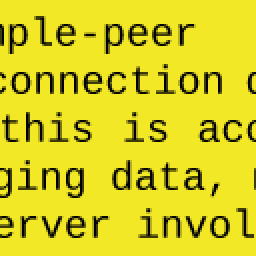 mple-peer
connection
this is acc
ging data,
erver invol